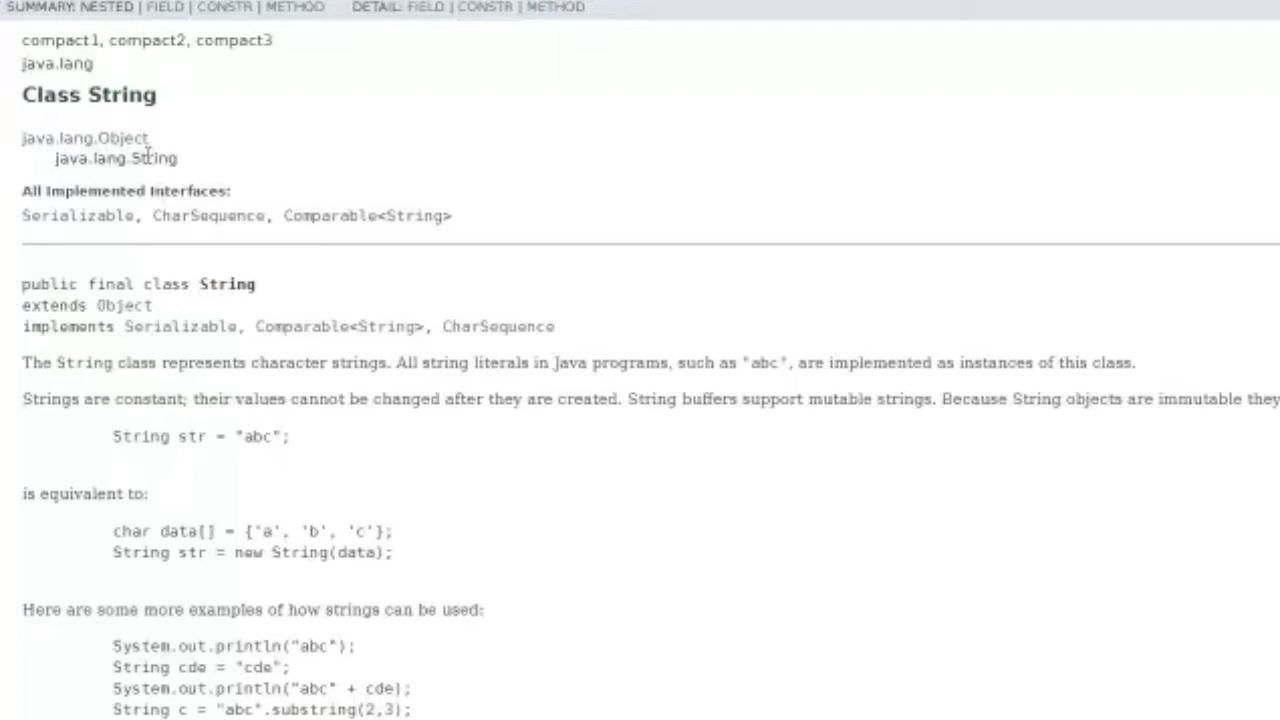 SUMMARY: NESTED | FIELD | CONSTR | METHOD DETAIL: FIELD | CONSTR | METHOD
compact1, compact2, compact3
java.lang
Class String
java.lang.Object
java.lang.String
All Implemented Interfaces:
Serializable, CharSequence, Comparable<String>
public final class String
extends Object
implements Serializable, Comparable<String>, CharSequence
The String class represents character strings. All string literals in Java programs, such as "abc", are implemented as instances of this class.
Strings are constant; their values cannot be changed after they are created. String buffers support mutable strings. Because String objects are immutable they
String str = "abc";
is equivalent to:
char data[] = {'a', 'b', 'c'};
String str = new String(data);
Here are some more examples of how strings can be used:
System.out.println("abc");
String cde = "cde";
System.out.println("abc" + cde);
String c = "abc".substring(2,3);